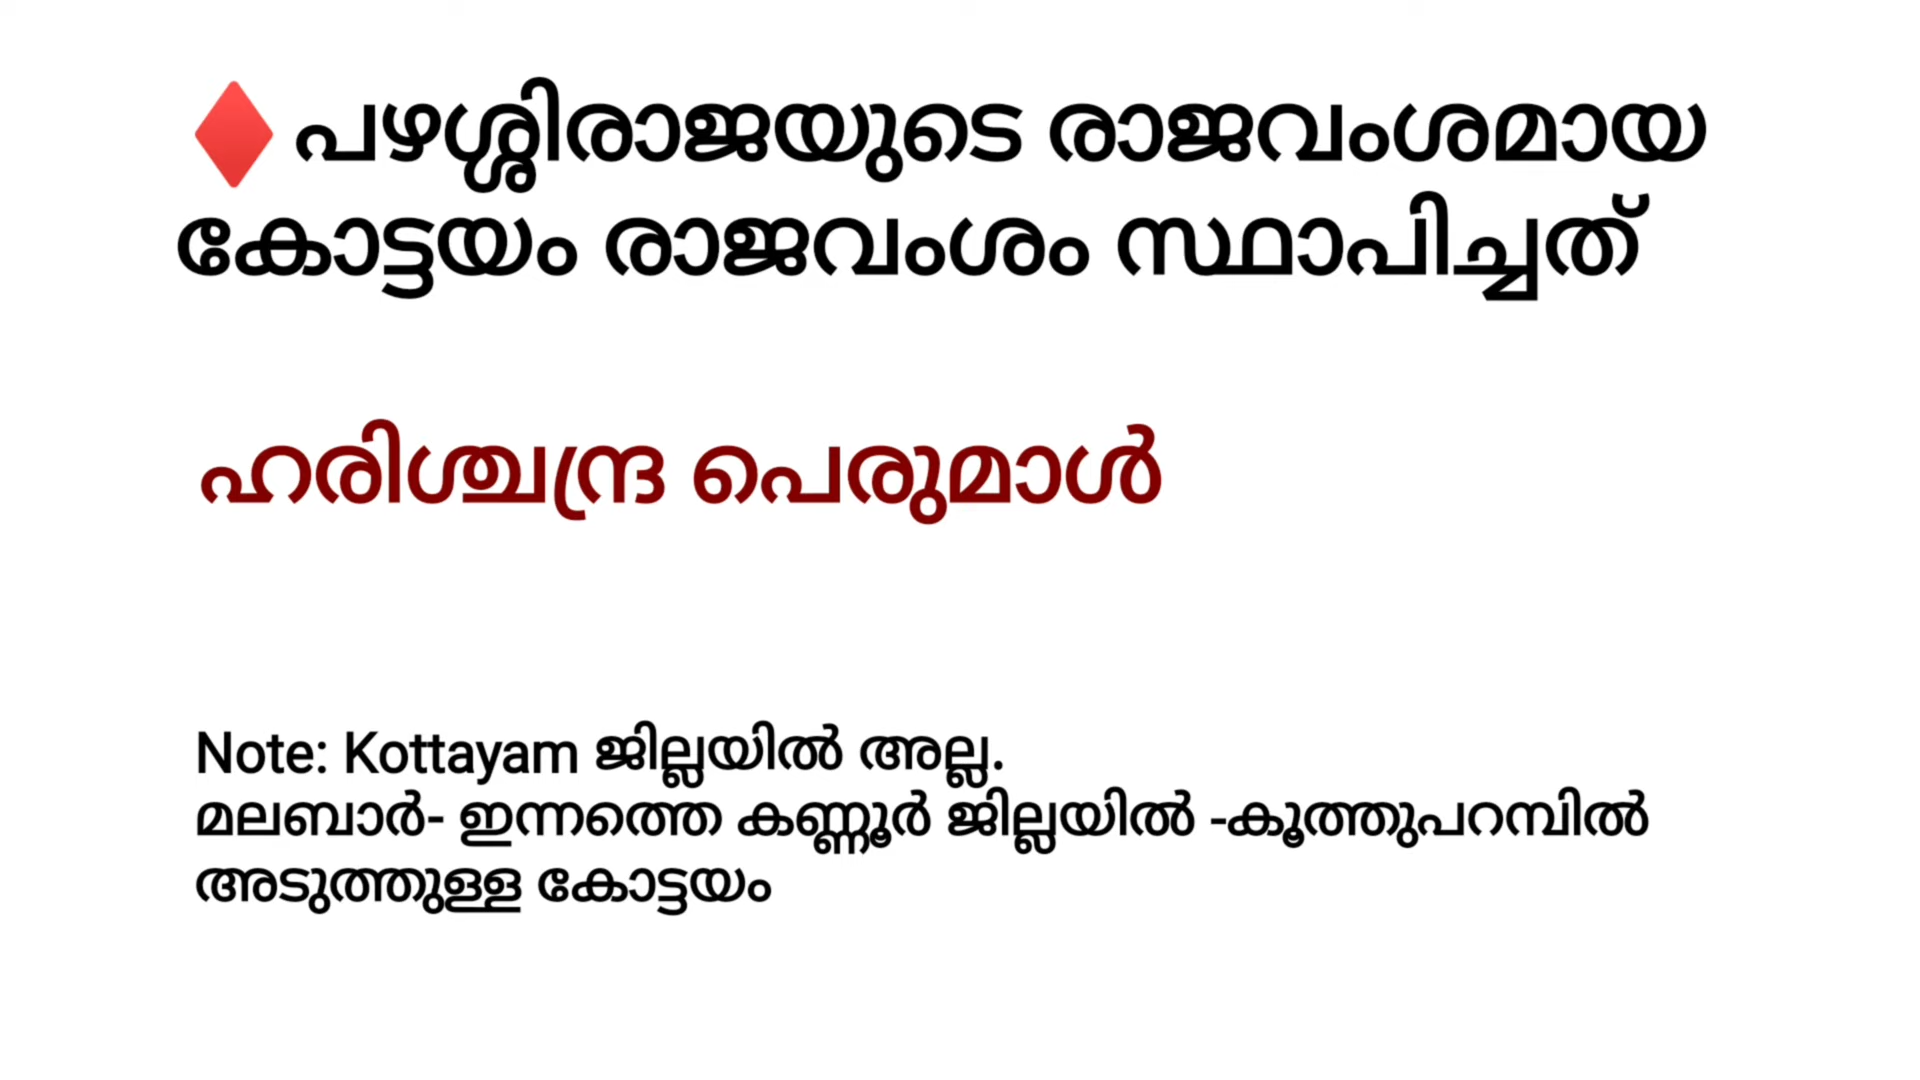 ♦️പഴശ്ശിരാജയുടെ രാജവംശമായ
കോട്ടയം രാജവംശം സ്ഥാപിച്ചത്
ഹരിശ്ചന്ദ്ര പെരുമാൾ
Note: Kottayam ജില്ലയിൽ അല്ല.
മലബാർ- ഇന്നത്തെ കണ്ണൂർ ജില്ലയിൽ -കൂത്തുപറമ്പിൽ
അടുത്തുള്ള കോട്ടയം